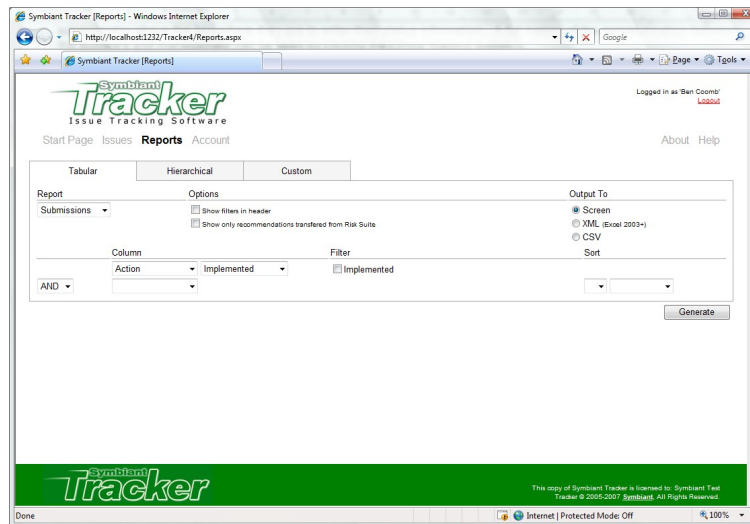 Symbiant Tracker [Reports] - Windows Internet Explorer
http://localhost:1232/Tracker4/Reports.aspx
Google
Symbiant Tracker [Reports]
Page Tools
Symbiant
Tracker
Issue Tracking Software
Logged in as 'Ben Coomb'
Logout
Start Page Issues Reports Account About Help
Tabular Hierarchical Custom
Report Options Output To
Submissions Show filters in header Screen
Show only recommendations transfered from Risk Suite XML (Excel 2003+)
CSV
Column Filter Sort
Action Implemented Implemented
AND
Generate
Symbiant
Tracker
This copy of Symbiant Tracker is licensed to: Symbiant Test
Tracker © 2005-2007 Symbiant, All Rights Reserved.
Done Internet | Protected Mode: Off 100%